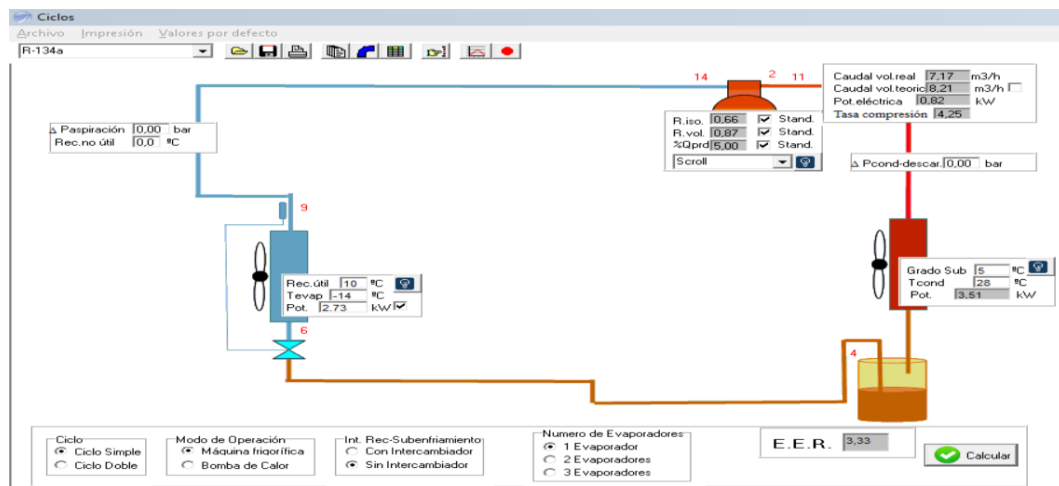 Ciclos
Archivo Impresión Valores por defecto
R-134a
14 2 11
Caudal vol.real 7,17 m3/h
Caudal vol.teoric 8,21 m3/h
Pot.eléctrica 0,82 kW
Tasa compresión 4,25
R.iso. 0,66 Stand.
R.vol. 0,87 Stand.
%Qprd 5,00 Stand.
Scroll
Δ Paspiración 0,00 bar
Rec.no útil 0,0 ºC
Δ Pcond-descar. 0,00 bar
9
Rec.útil 10 ºC
Tevap -14 ºC
Pot. 2.73 kW
Grado Sub 5 ºC
Tcond 28 ºC
Pot. 3,51 kW
6
4
Ciclo
Ciclo Simple
Ciclo Doble
Modo de Operación
Máquina frigorífica
Bomba de Calor
Int. Rec-Subenfriamiento
Con Intercambiador
Sin Intercambiador
Numero de Evaporadores
1 Evaporador
2 Evaporadores
3 Evaporadores
E.E.R. 3,33
Calcular